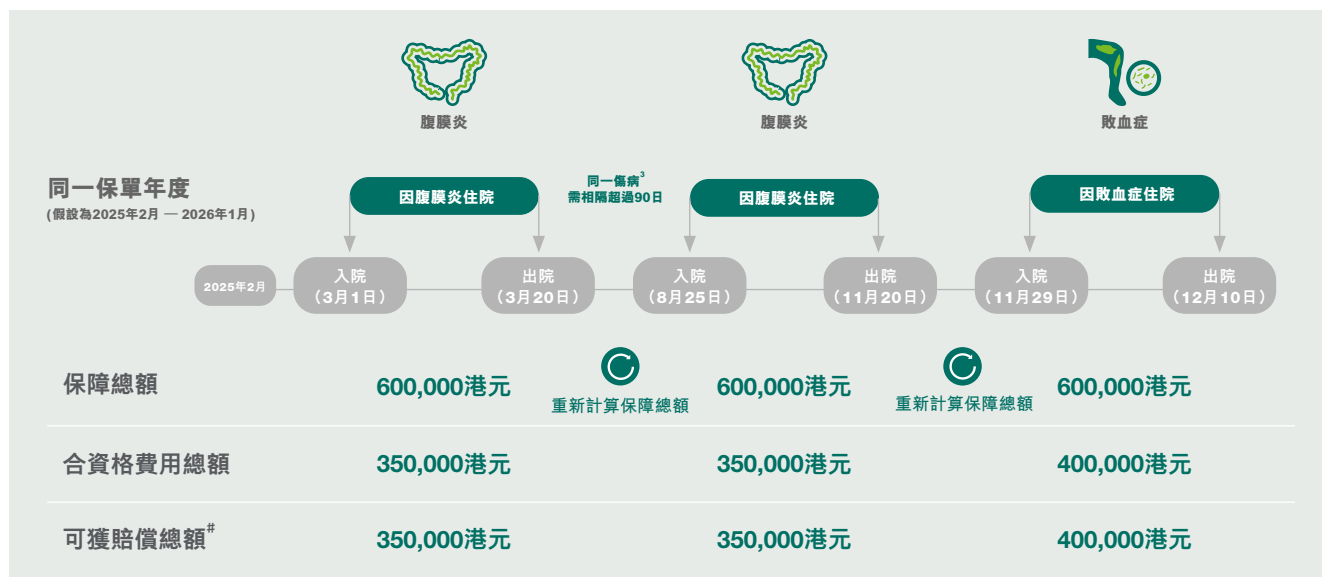 腹膜炎
腹膜炎
敗血症
同一保單年度
(假設為2025年2月 — 2026年1月)
因腹膜炎住院
同一傷病3
需相隔超過90日
因腹膜炎住院
因敗血症住院
2025年2月
入院
(3月1日)
出院
(3月20日)
入院
(8月25日)
出院
(11月20日)
入院
(11月29日)
出院
(12月10日)
保障總額
600,000港元
重新計算保障總額
600,000港元
重新計算保障總額
600,000港元
合資格費用總額
350,000港元
350,000港元
400,000港元
可獲賠償總額#
350,000港元
350,000港元
400,000港元